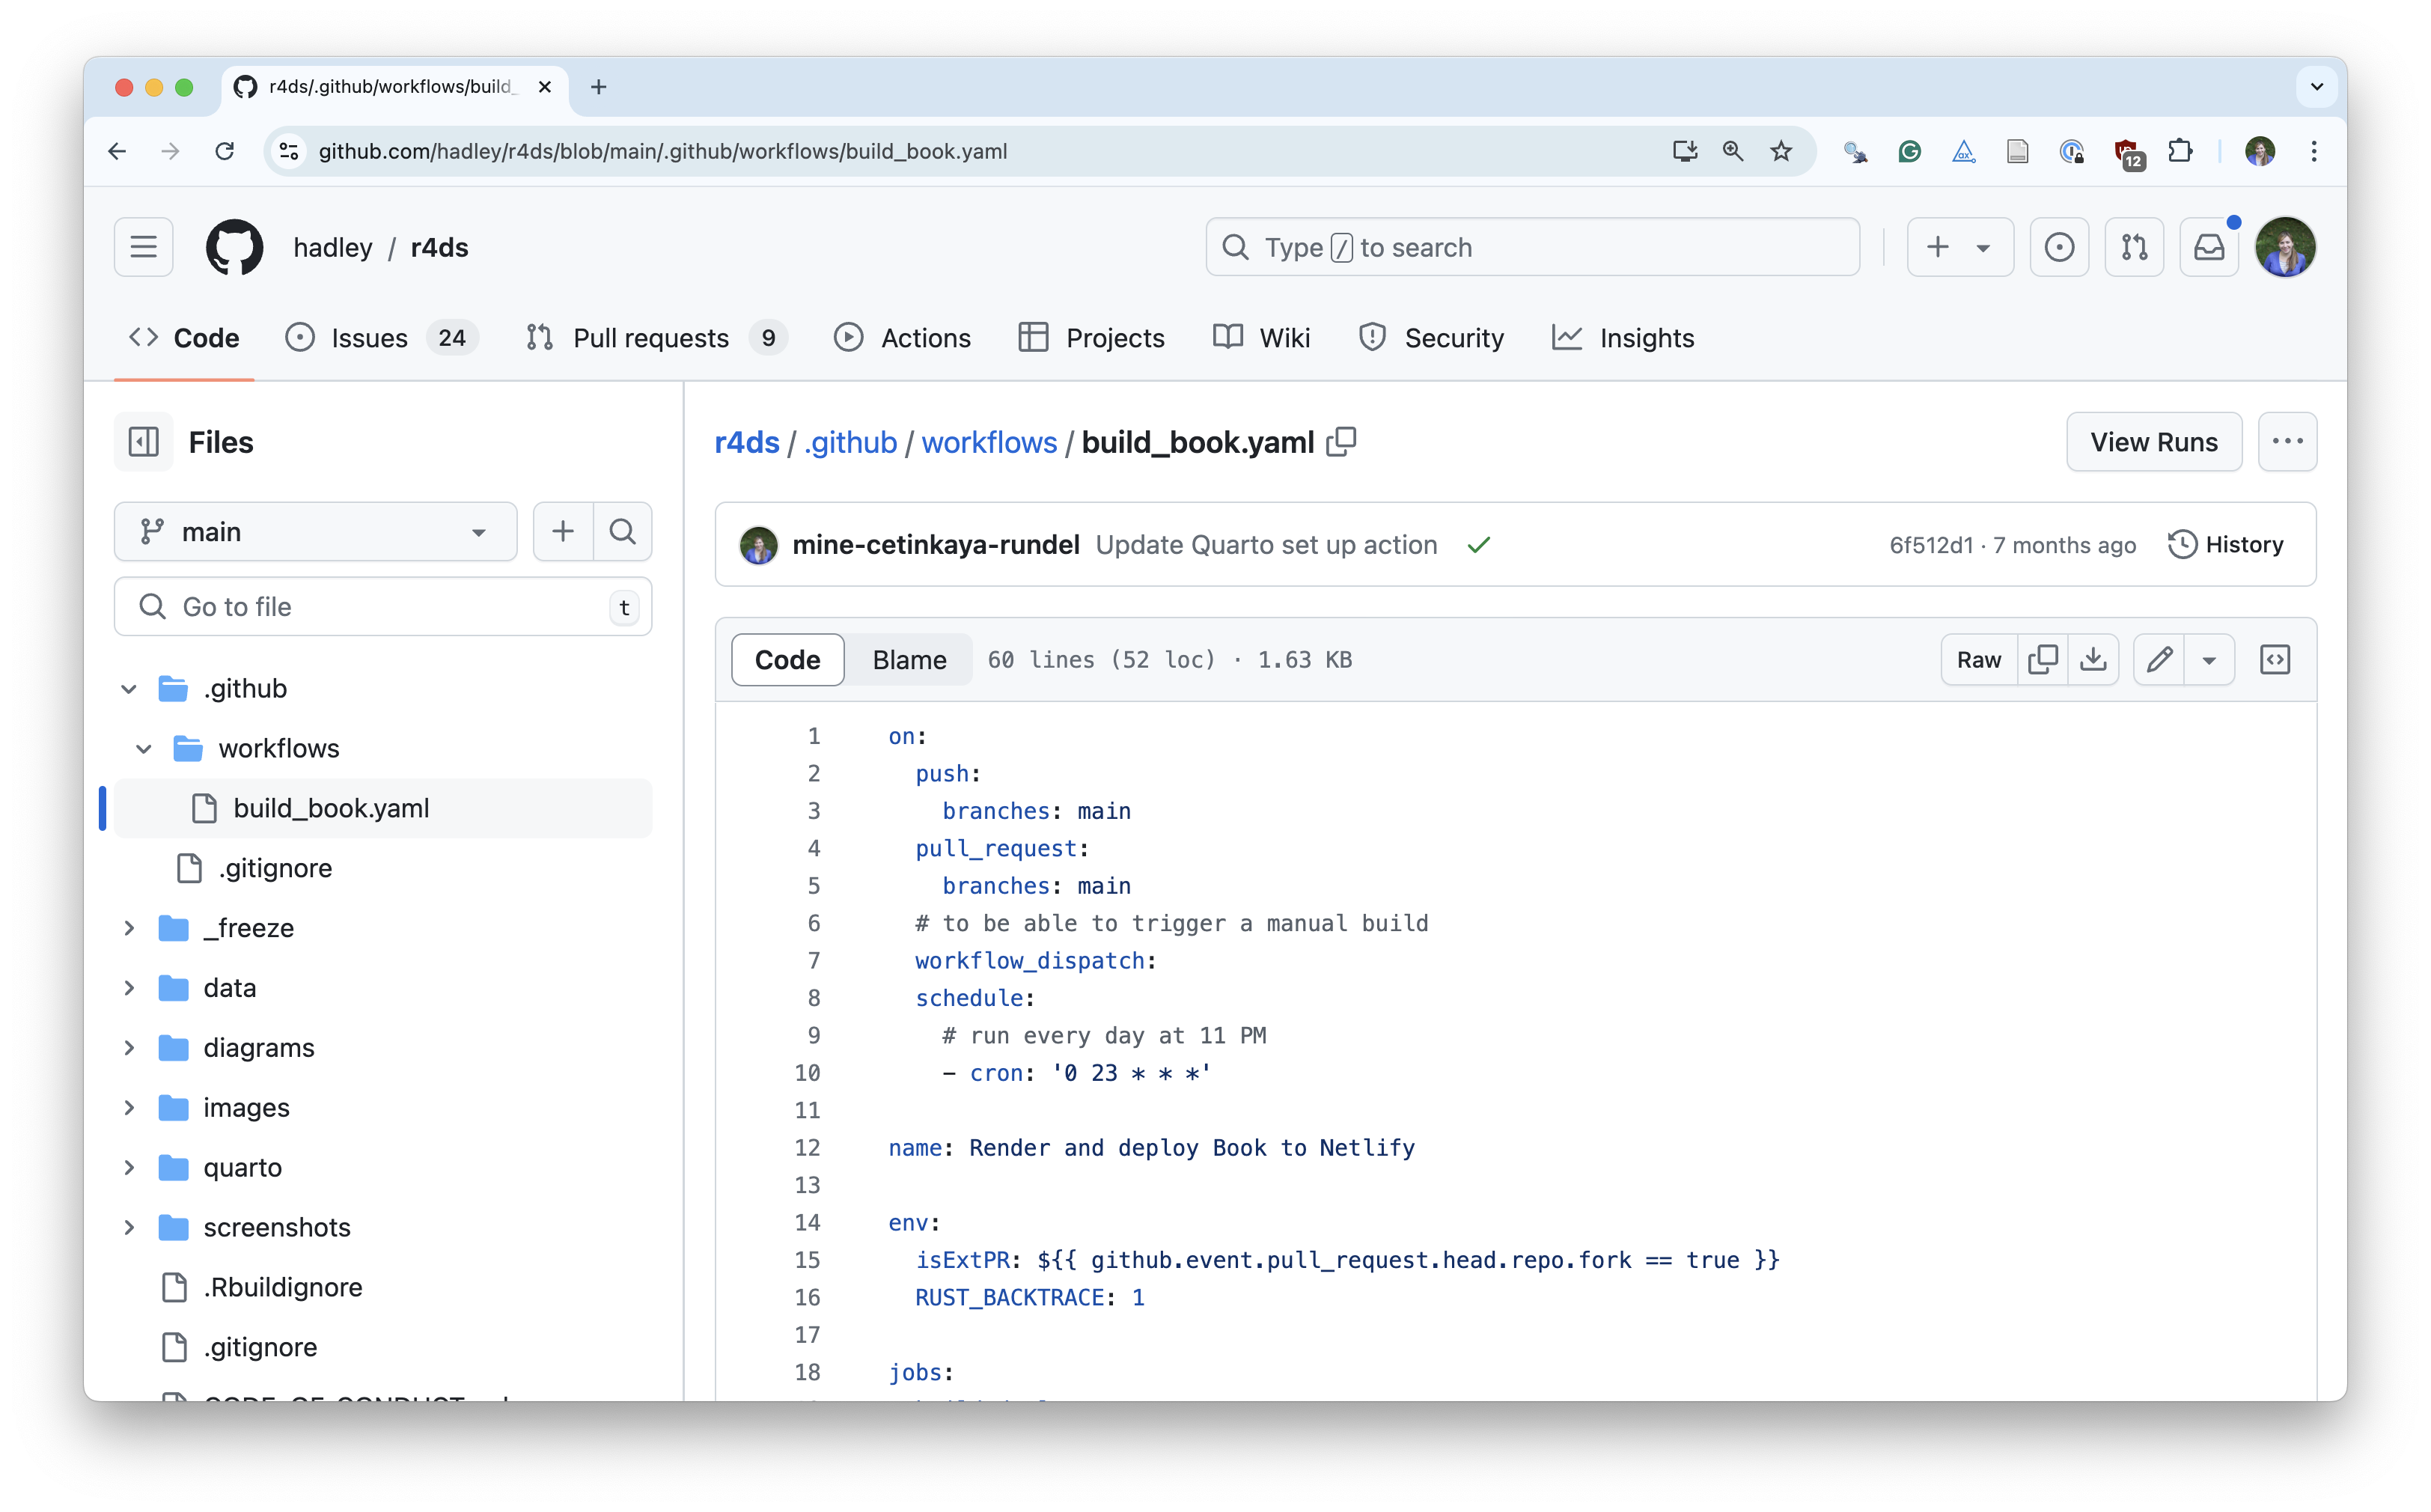 r4ds/.github/workflows/build_
github.com/hadley/r4ds/blob/main/.github/workflows/build_book.yaml
12
hadley / r4ds
Type / to search
Code
Issues 24
Pull requests 9
Actions
Projects
Wiki
Security
Insights
Files
main
Go to file
t
.github
workflows
build_book.yaml
.gitignore
_freeze
data
diagrams
images
quarto
screenshots
.Rbuildignore
.gitignore
r4ds / .github / workflows / build_book.yaml
View Runs
mine-cetinkaya-rundel Update Quarto set up action
6f512d1 · 7 months ago
History
Code
Blame
60 lines (52 loc) · 1.63 KB
Raw
1 on:
2 push:
3 branches: main
4 pull_request:
5 branches: main
6 # to be able to trigger a manual build
7 workflow_dispatch:
8 schedule:
9 # run every day at 11 PM
10 - cron: '0 23 * * *'
11
12 name: Render and deploy Book to Netlify
13
14 env:
15 isExtPR: ${{ github.event.pull_request.head.repo.fork == true }}
16 RUST_BACKTRACE: 1
17
18 jobs: